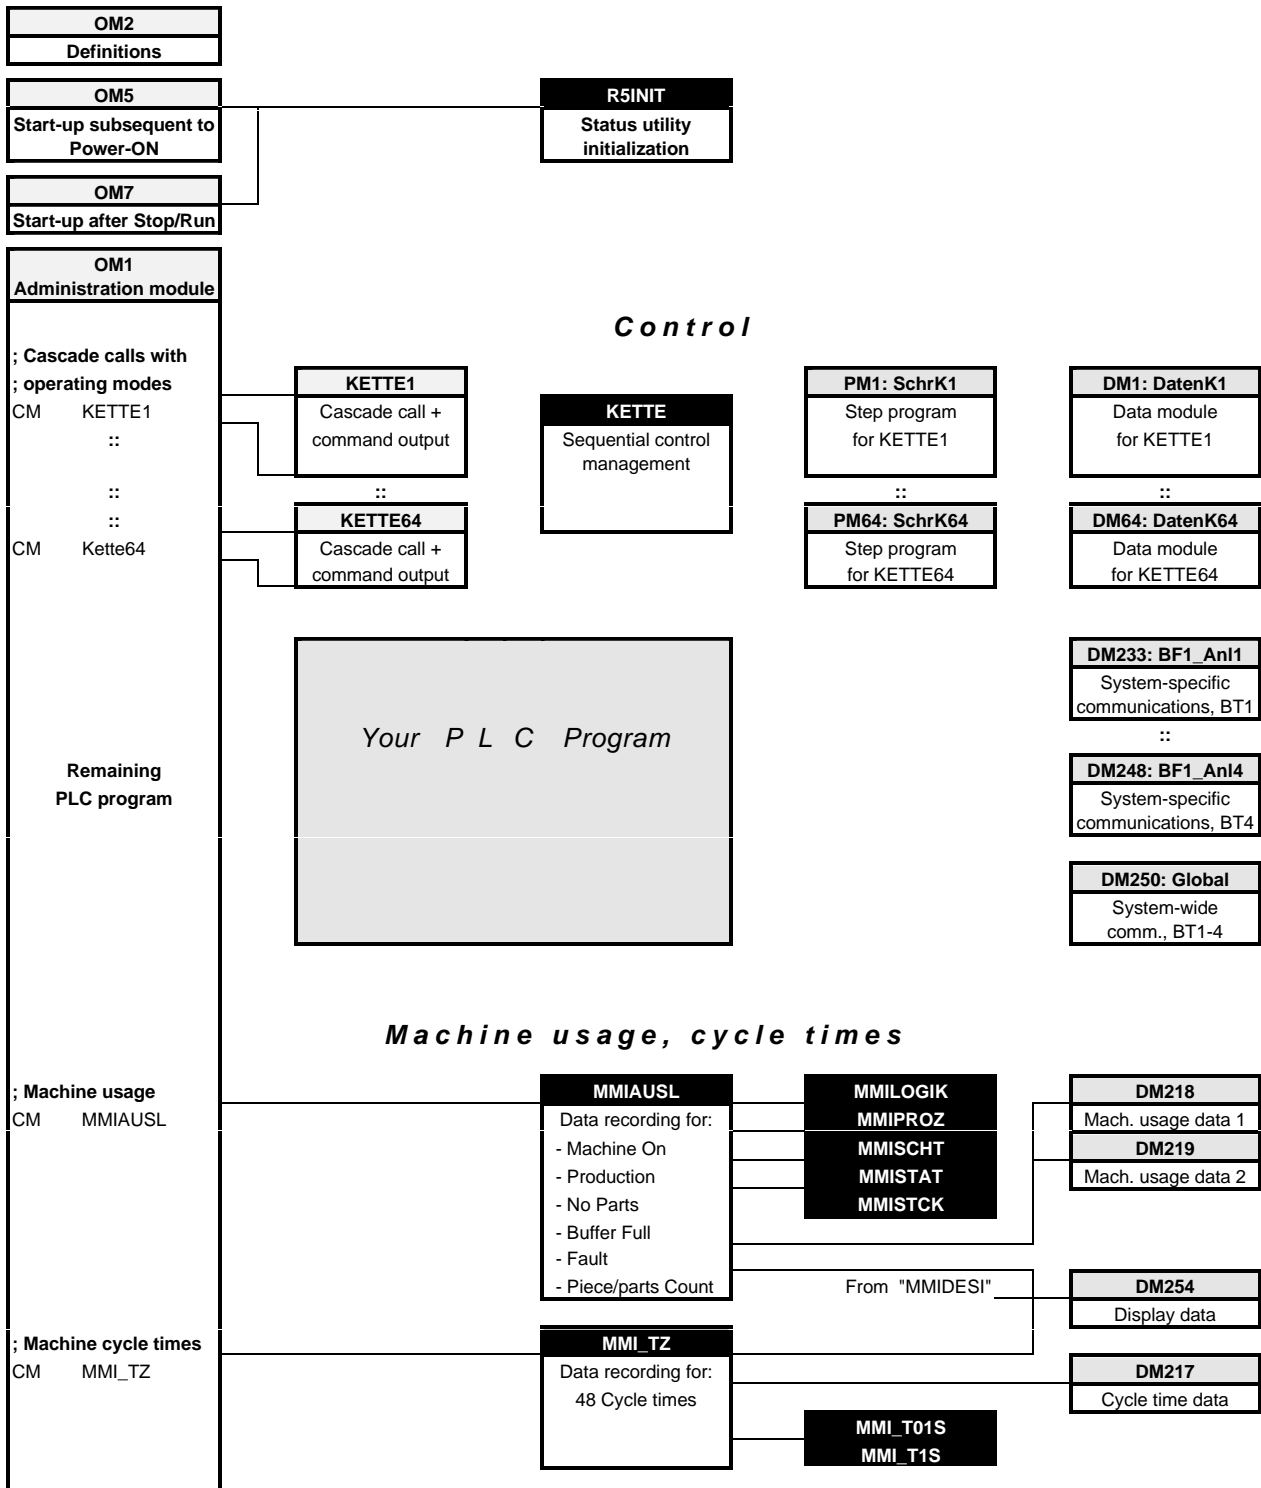 OM2
Definitions
OM5
Start-up subsequent to
Power-ON
R5INIT
Status utility
initialization
OM7
Start-up after Stop/Run
OM1
Administration module
Control
; Cascade calls with
; operating modes
CM KETTE1
::
::
::
CM Kette64
KETTE1
Cascade call +
command output
::
KETTE64
Cascade call +
command output
KETTE
Sequential control
management
PM1: SchrK1
Step program
for KETTE1
::
PM64: SchrK64
Step program
for KETTE64
DM1: DatenK1
Data module
for KETTE1
::
DM64: DatenK64
Data module
for KETTE64
Remaining
PLC program
Your P L C Program
DM233: BF1_Anl1
System-specific
communications, BT1
::
DM248: BF1_Anl4
System-specific
communications, BT4
DM250: Global
System-wide
comm., BT1-4
Machine usage, cycle times
; Machine usage
CM MMIAUSL
MMIAUSL
Data recording for:
- Machine On
- Production
- No Parts
- Buffer Full
- Fault
- Piece/parts Count
MMILOGIK
MMIPROZ
MMISCHT
MMISTAT
MMISTCK
DM218
Mach. usage data 1
DM219
Mach. usage data 2
From "MMIDESI"
DM254
Display data
; Machine cycle times
CM MMI_TZ
MMI_TZ
Data recording for:
48 Cycle times
DM217
Cycle time data
MMI_T01S
MMI_T1S